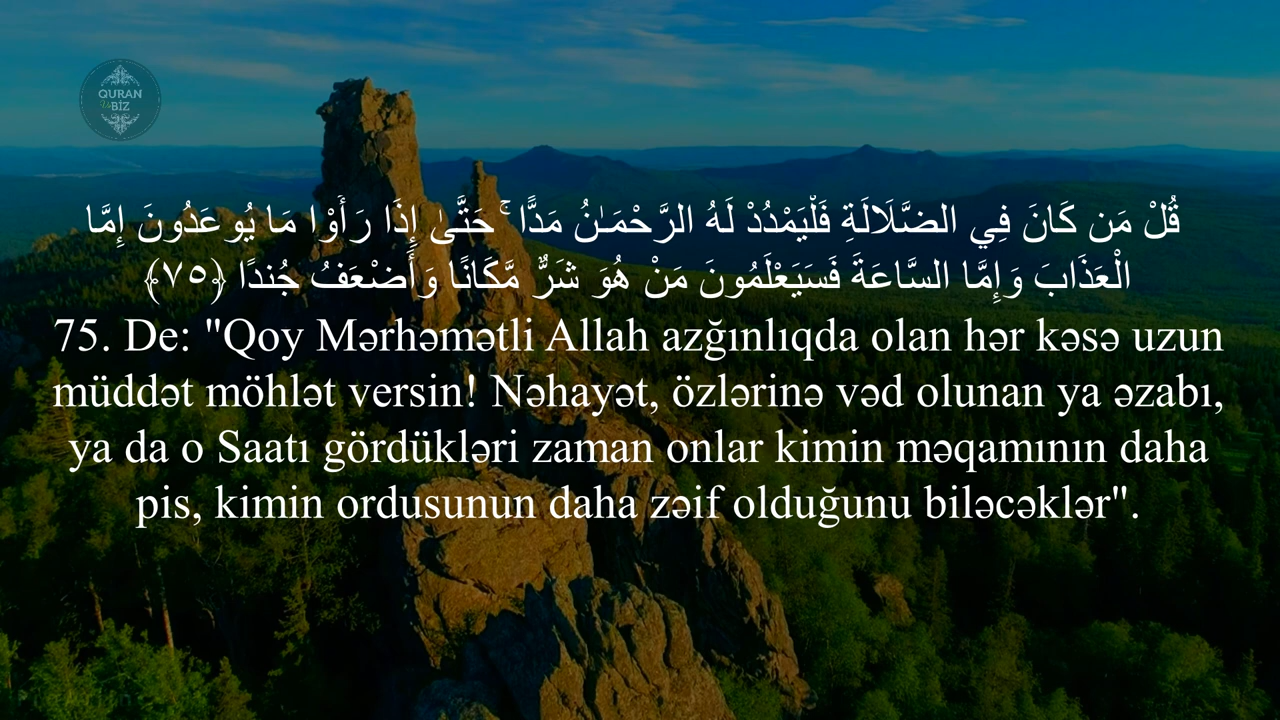 QURAN
Və
BİZ
قُلْ مَن كَانَ فِي الضَّلَالَةِ فَلْيَمْدُدْ لَهُ الرَّحْمَـٰنُ مَدًّا ۚ حَتَّىٰ إِذَا رَأَوْا مَا يُوعَدُونَ إِمَّا
الْعَذَابَ وَإِمَّا السَّاعَةَ فَسَيَعْلَمُونَ مَنْ هُوَ شَرٌّ مَّكَانًا وَأَضْعَفُ جُندًا ﴿٧٥﴾
75. De: "Qoy Mərhəmətli Allah azğınlıqda olan hər kəsə uzun
müddət möhlət versin! Nəhayət, özlərinə vəd olunan ya əzabı,
ya da o Saatı gördükləri zaman onlar kimin məqamının daha
pis, kimin ordusunun daha zəif olduğunu biləcəklər".